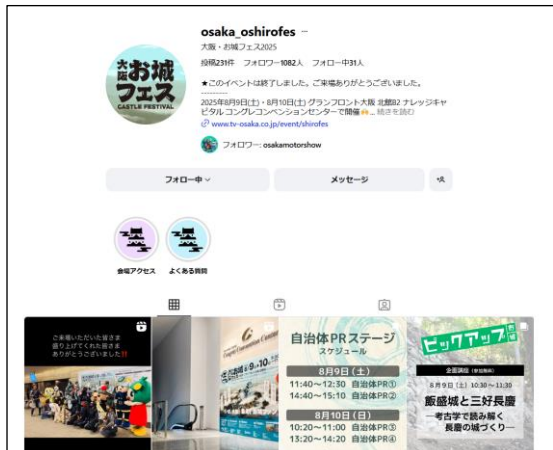 osaka_oshirofes
大阪・お城フェス2025
投稿231件 フォロワー1082人 フォロー中31人
★このイベントは終了しました。ご来場ありがとうございました。
----------
2025年8月9日(土)・8月10日(土) グランフロント大阪 北館B2 ナレッジキャ
ピタル コングレコンベンションセンターで開催🙌... 続きを読む
www.tv-osaka.co.jp/event/shirofes
フォロワー: osakamotorshow
大阪お城
フェス
CASTLE FESTIVAL
フォロー中
メッセージ
会場アクセス よくある質問
ご来場いただいた皆さま
盛り上げてくれた皆さま
ありがとうございました!!
自治体PRステージ
スケジュール
8月9日(土)
11:40~12:30 自治体PR①
14:40~15:10 自治体PR②
8月10日(日)
10:20~11:00 自治体PR③
13:20~14:20 自治体PR④
ピックアップ
企画講座(参加無料)
8月9日(土) 10:30~11:30
飯盛城と三好長慶
―考古学で読み解く
長慶の城づくり―